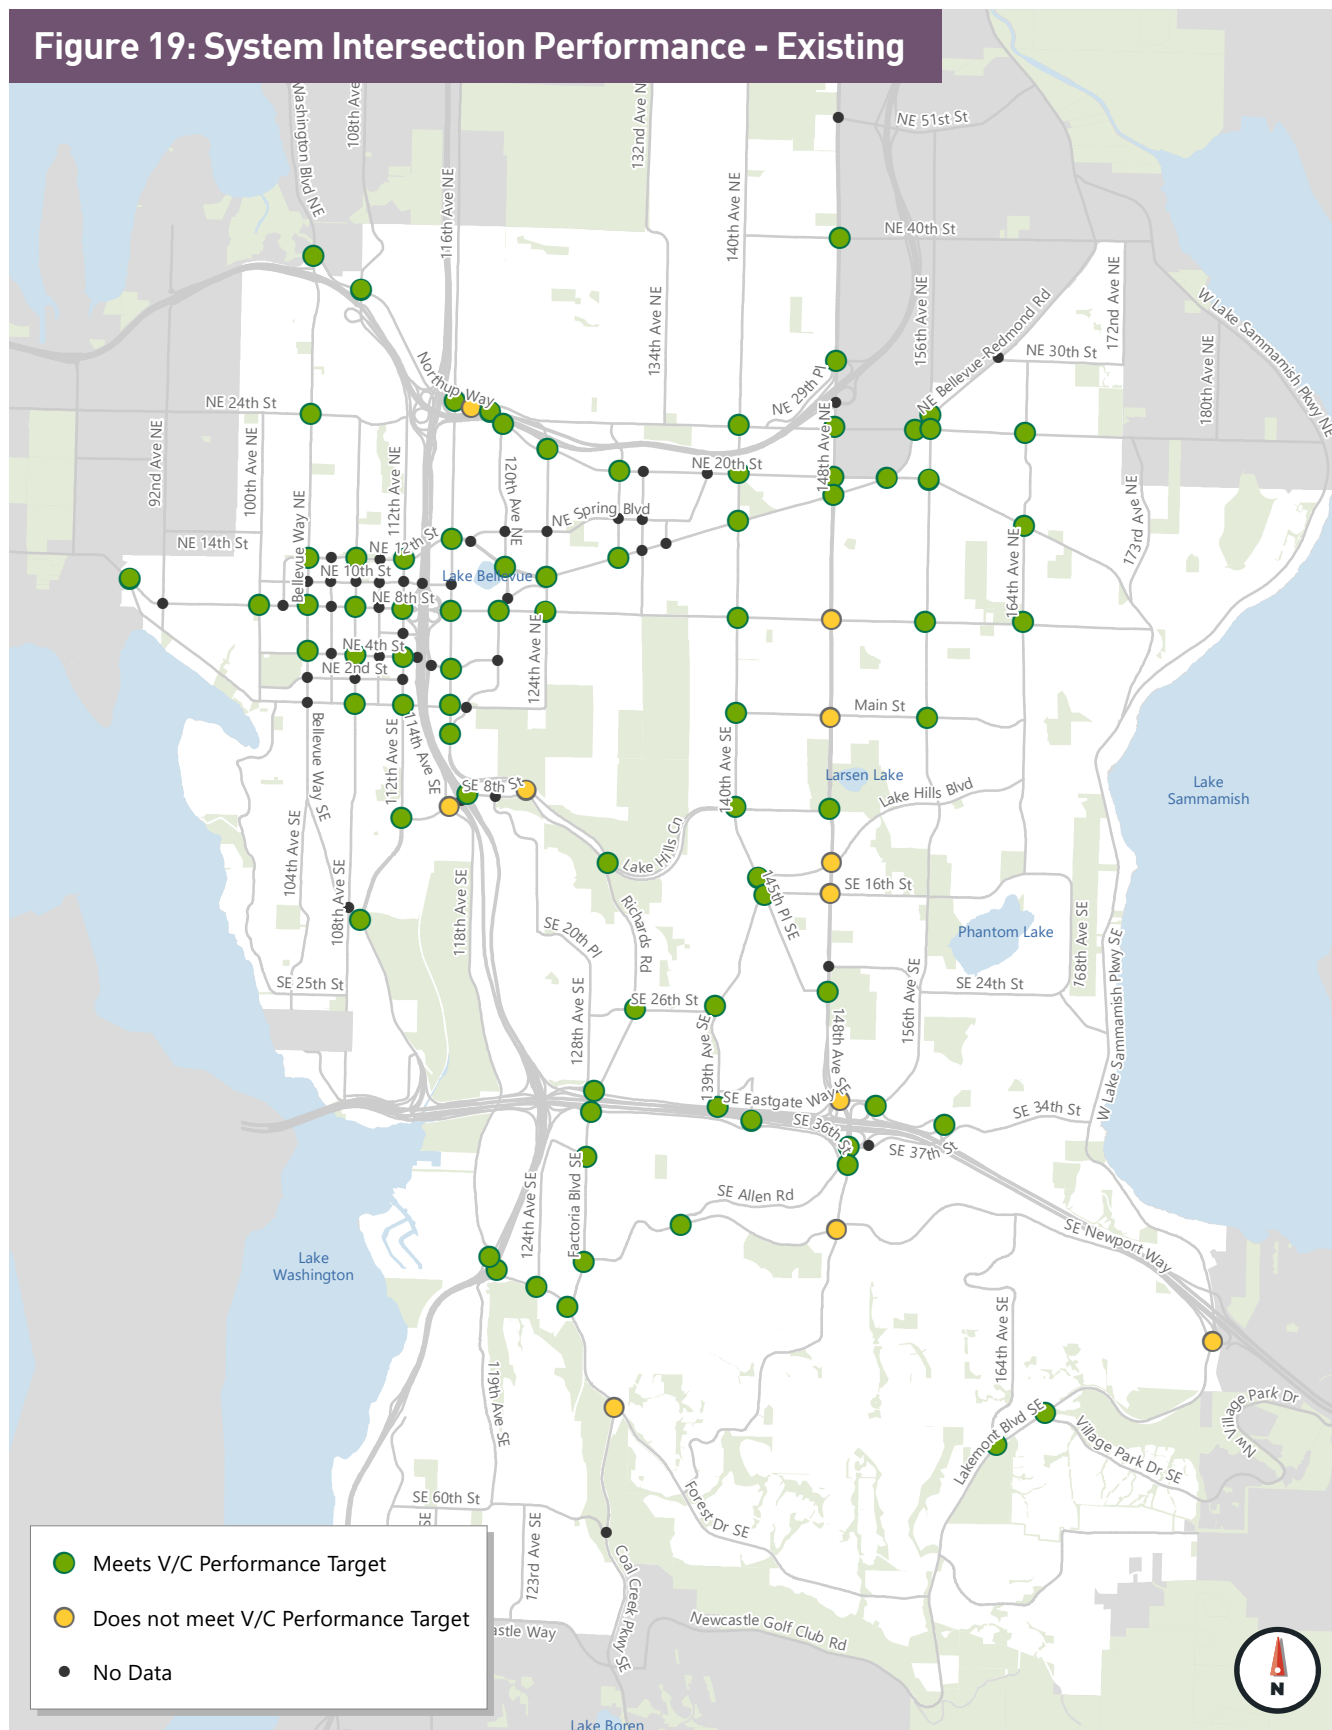 Figure 19: System Intersection Performance - Existing
Washington Blvd NE
108th Ave
116th Ave NE
132nd Ave N
140th Ave NE
NE 51st St
NE 40th St
156th Ave NE
172nd Ave NE
W Lake Sammamish Pkwy NE
134th Ave NE
NE Bellevue-Redmond Rd
NE 30th St
180th Ave NE
Northup Way
NE 29th Pl
NE 24th St
92nd Ave NE
100th Ave NE
112th Ave NE
120th Ave NE
NE 20th St
148th Ave NE
173rd Ave NE
Bellevue Way NE
NE Spring Blvd
NE 14th St
NE 12th St
NE 10th St
Lake Bellevue
NE 8th St
164th Ave NE
NE 4th St
NE 2nd St
124th Ave NE
Main St
Bellevue Way SE
112th Ave SE
114th Ave SE
140th Ave SE
SE 8th St
Larsen Lake
Lake Hills Blvd
Lake
Sammamish
104th Ave SE
108th Ave SE
118th Ave SE
Lake Hills Cn
145th Pl SE
SE 16th St
Richards Rd
SE 20th Pl
Phantom Lake
168th Ave SE
W Lake Sammamish Pkwy SE
SE 25th St
SE 26th St
SE 24th St
128th Ave SE
139th Ave SE
148th Ave SE
156th Ave SE
SE Eastgate Way
SE 36th St
SE 34th St
SE 37th St
124th Ave SE
Factoria Blvd SE
SE Allen Rd
SE Newport Way
Lake
Washington
164th Ave SE
119th Ave SE
Lakemont Blvd SE
Village Park Dr SE
NW Village Park Dr
SE 60th St
SE
123rd Ave SE
Forest Dr SE
Coal Creek Pkwy SE
astle Way
Newcastle Golf Club Rd
Lake Boren
Meets V/C Performance Target
Does not meet V/C Performance Target
No Data
N